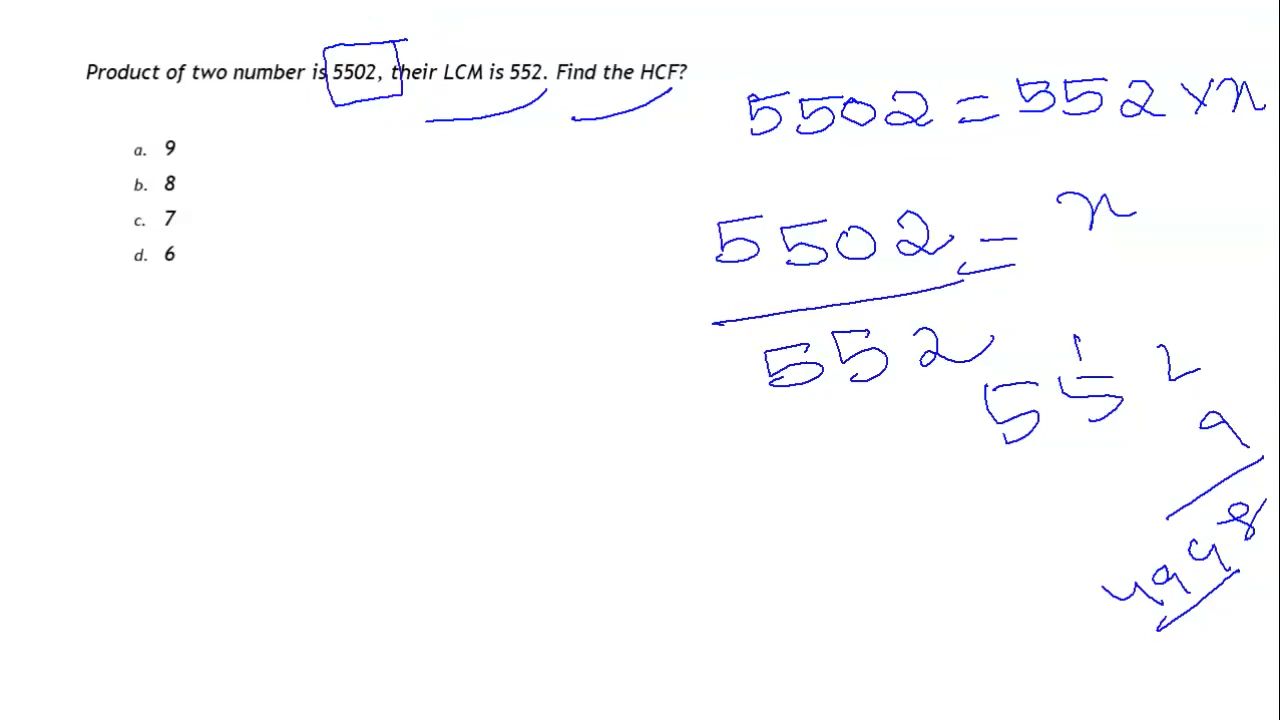 Product of two number is 5502, their LCM is 552. Find the HCF?
a. 9
b. 8
c. 7
d. 6
5502 = 552 × n
5502 = n
552
552
9
4948